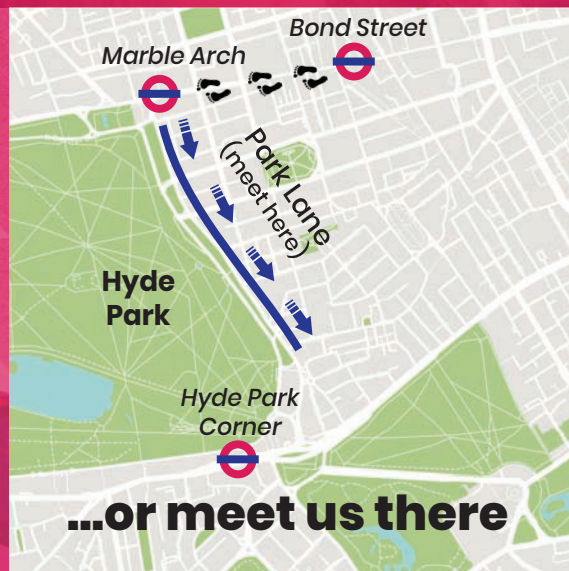 Bond Street
Marble Arch
Park Lane
(meet here)
Hyde
Park
Hyde Park
Corner
...or meet us there